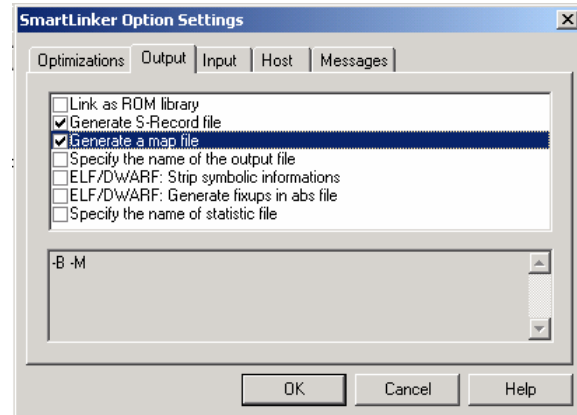 SmartLinker Option Settings
Optimizations Output Input Host Messages
Link as ROM library
Generate S-Record file
Generate a map file
Specify the name of the output file
ELF/DWARF: Strip symbolic informations
ELF/DWARF: Generate fixups in abs file
Specify the name of statistic file
-B -M
OK Cancel Help